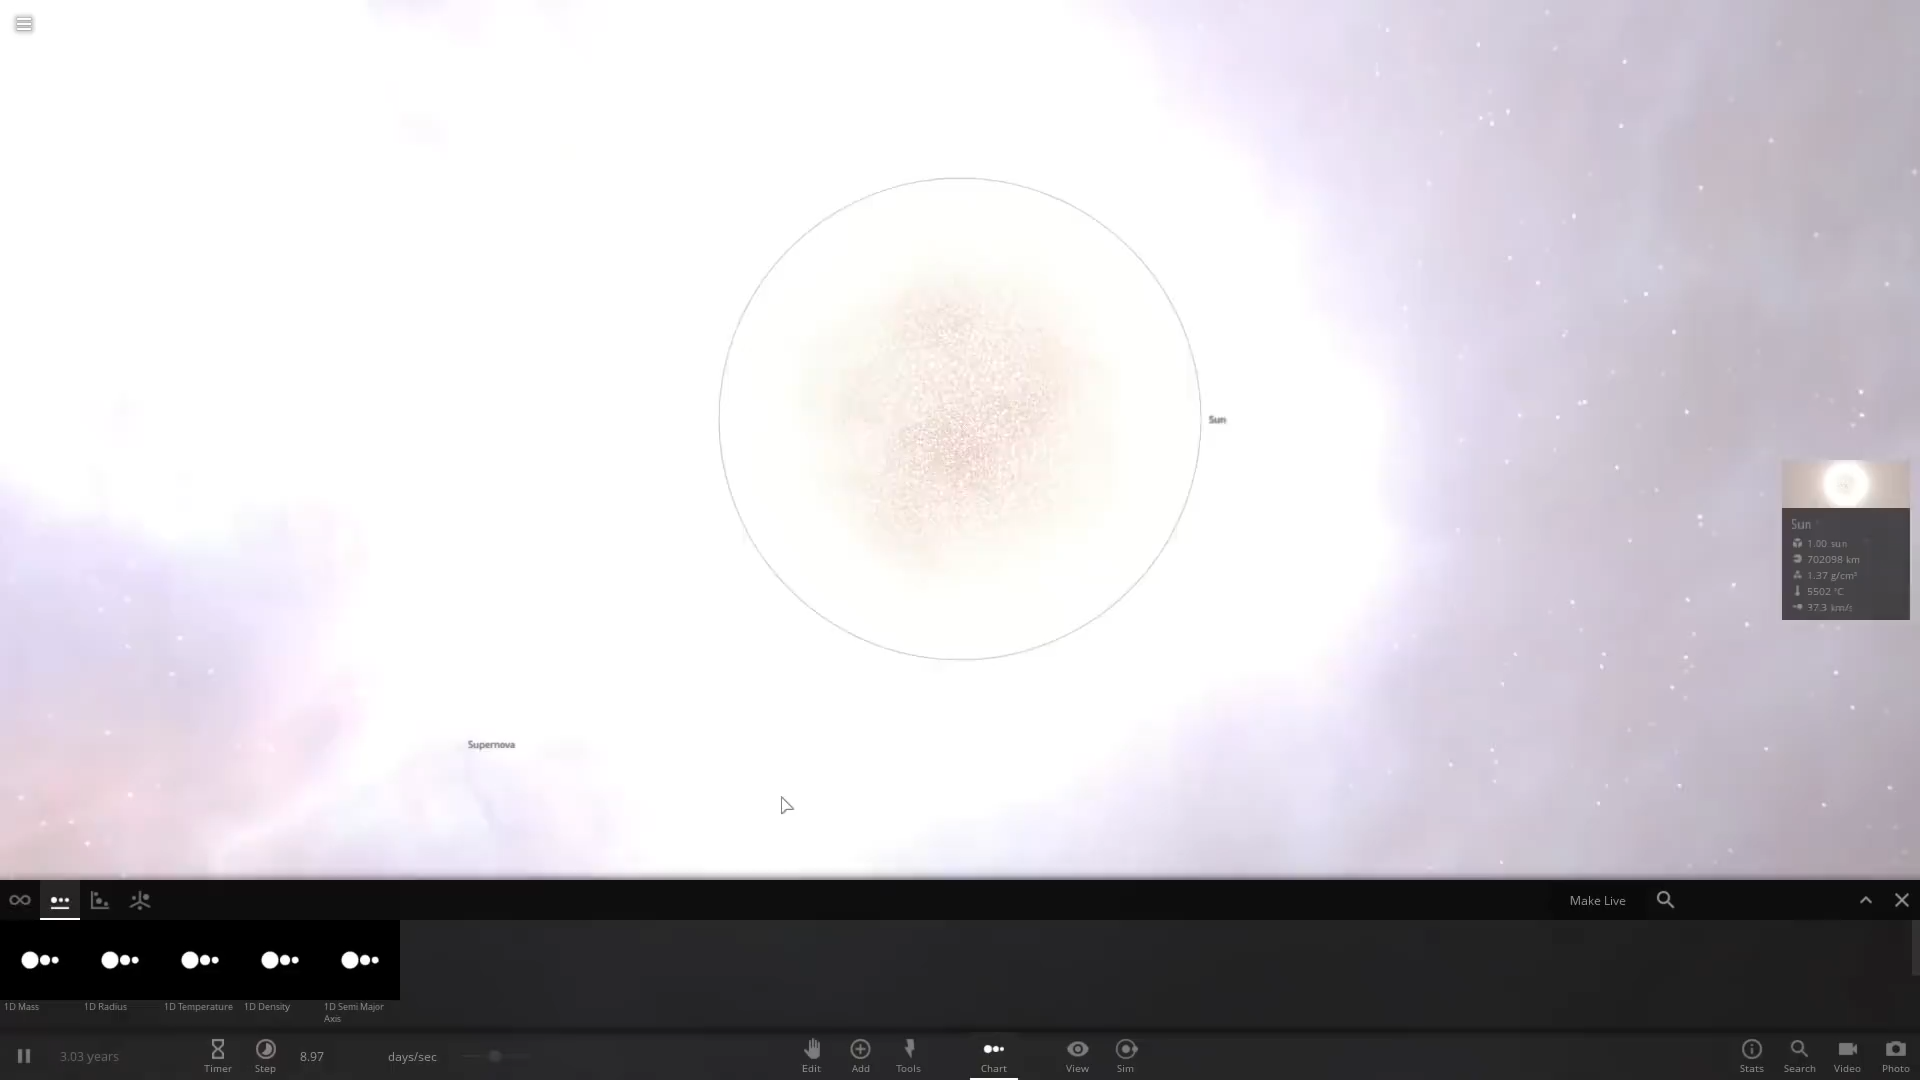 Sun
Sun
1.00 sun
702098 km
1.37 g/cm³
5502 °C
37.3 km/s
Supernova
Make Live
1D Mass
1D Radius
1D Temperature
1D Density
1D Semi Major
Axis
3.03 years
Timer
Step
8.97
days/sec
Edit
Add
Tools
Chart
View
Sim
Stats
Search
Video
Photo